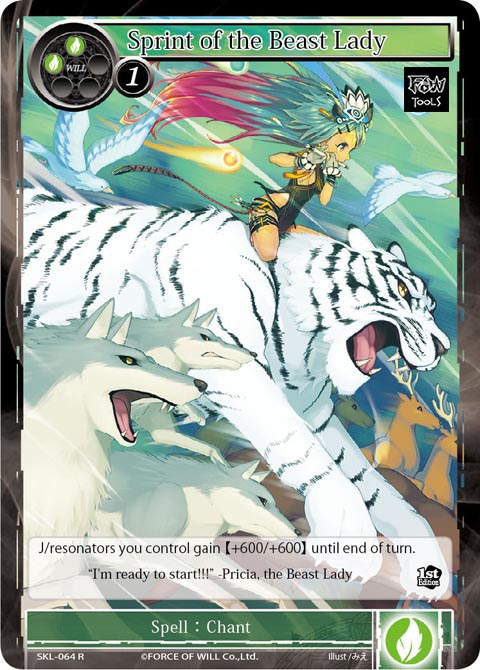 Sprint of the Beast Lady
WILL
1
FOW
TOOLS
J/resonators you control gain 【+600/+600】 until end of turn.
"I'm ready to start!!!" -Pricia, the Beast Lady
1st
Edition
Spell : Chant
SKL-064 R
©FORCE OF WILL Co.,Ltd.
Illust / みえ